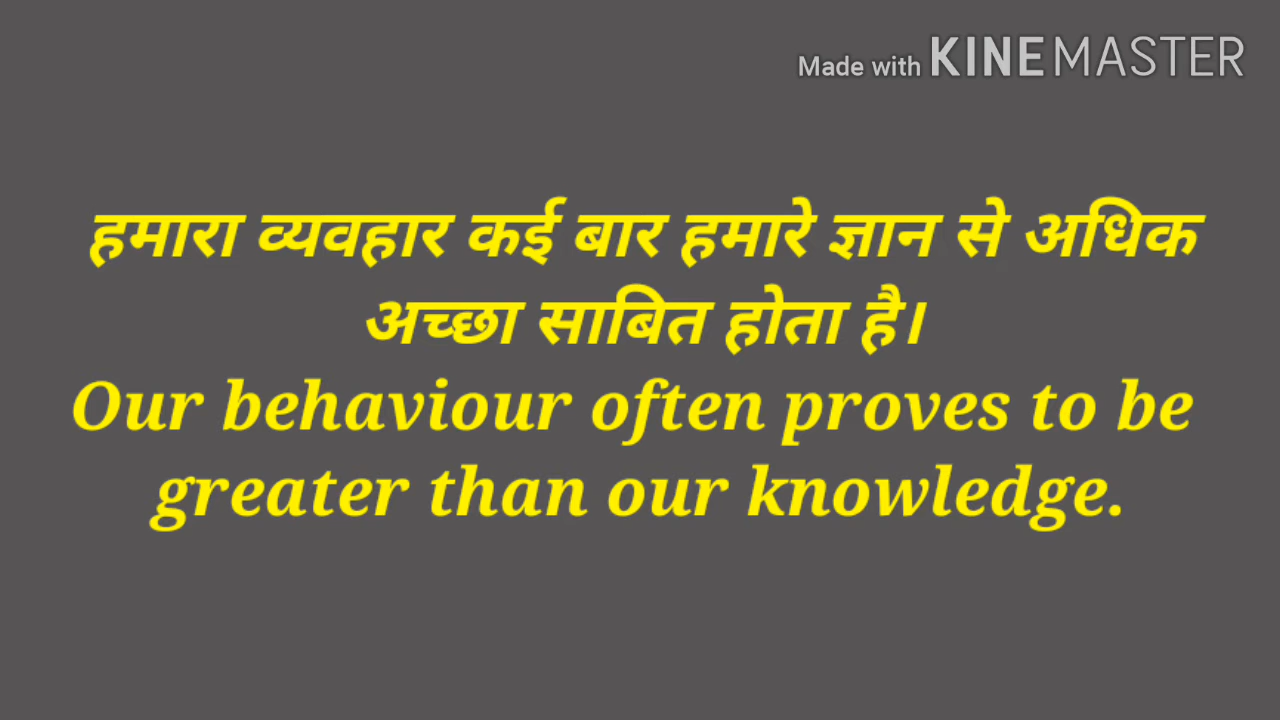 Made with KINEMASTER
हमारा व्यवहार कई बार हमारे ज्ञान से अधिक
अच्छा साबित होता है।
Our behaviour often proves to be
greater than our knowledge.